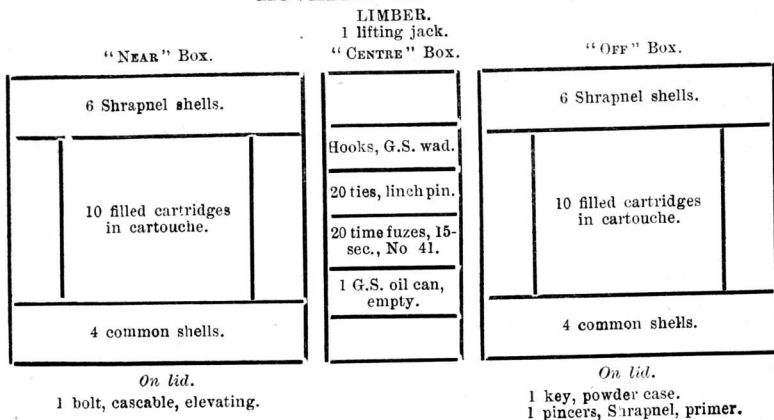 LIMBER.
1 lifting jack.
"NEAR" Box.
6 Shrapnel shells.
10 filled cartridges
in cartouche.
4 common shells.
On lid.
1 bolt, cascable, elevating.
"CENTRE" Box.
Hooks, G.S. wad.
20 ties, linchpin.
20 time fuzes, 15-
sec., No 41.
1 G.S. oil can,
empty.
"OFF" Box.
6 Shrapnel shells.
10 filled cartridges
in cartouche.
4 common shells.
On lid.
1 key, powder case.
1 pincers, Shrapnel, primer.